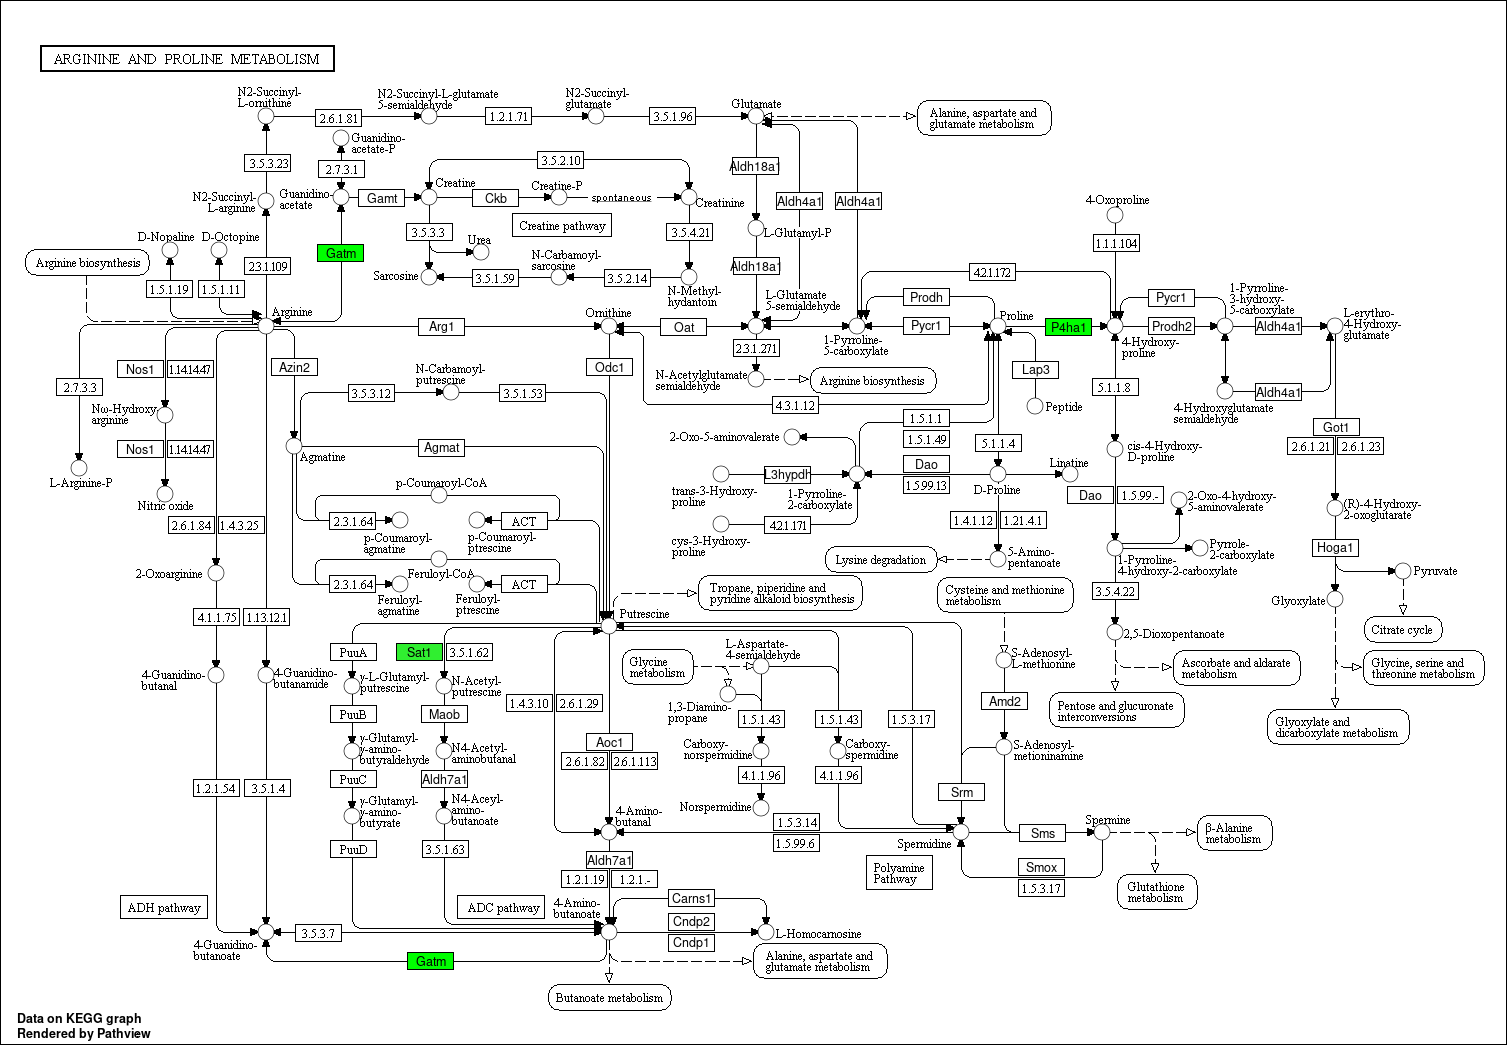 ARGININE AND PROLINE METABOLISM
N2-Succinyl-
L-ornithine
2.6.1.81
N2-Succinyl-L-glutamate
5-semialdehyde
1.2.1.71
N2-Succinyl-
glutamate
3.5.1.96
Glutamate
Alanine, aspartate and
glutamate metabolism
Guanidino-
acetate-P
3.5.3.23
2.7.3.1
3.5.2.10
Aldh18a1
N2-Succinyl-
L-arginine
Guanidino-
acetate
Gamt
Creatine
Ckb
Creatine-P
spontaneous
Creatinine
Aldh4a1
Aldh4a1
4-Oxoproline
Creatine pathway
3.5.3.3
Urea
3.5.4.21
L-Glutamyl-P
1.1.1.104
D-Nopaline
D-Octopine
Gatm
Arginine biosynthesis
2.3.1.109
Sarcosine
3.5.1.59
N-Carbamoyl-
sarcosine
3.5.2.14
N-Methyl-
hydantoin
Aldh18a1
4.2.1.172
1.5.1.19
1.5.1.11
L-Glutamate
5-semialdehyde
Prodh
Pycr1
1-Pyrroline-
3-hydroxy-
5-carboxylate
Arginine
Arg1
Ornithine
Oat
Pycr1
Proline
P4ha1
Prodh2
Aldh4a1
L-erythro-
4-Hydroxy-
glutamate
1-Pyrroline-
5-carboxylate
4-Hydroxy-
proline
2.3.1.271
Nos1
1.14.14.47
Azin2
Odc1
Lap3
N-Acetylglutamate
semialdehyde
Arginine biosynthesis
2.7.3.3
N-Carbamoyl-
putrescine
3.5.3.12
3.5.1.53
5.1.1.8
Aldh4a1
4.3.1.12
Peptide
4-Hydroxyglutamate
semialdehyde
Nω-Hydroxy-
arginine
1.5.1.1
1.5.1.49
Got1
2.6.1.21
2.6.1.23
Nos1
1.14.14.47
Agmatine
Agmat
2-Oxo-5-aminovalerate
5.1.1.4
cis-4-Hydroxy-
D-proline
L-Arginine-P
L3hypdh
trans-3-Hydroxy-
proline
1-Pyrroline-
2-carboxylate
Dao
1.5.99.13
D-Proline
Linatine
Nitric oxide
p-Coumaroyl-CoA
Dao
1.5.99.-
2-Oxo-4-hydroxy-
5-aminovalerate
(R)-4-Hydroxy-
2-oxoglutarate
2.6.1.84
1.4.3.25
2.3.1.64
ACT
p-Coumaroyl-
agmatine
p-Coumaroyl-
ptrescine
4.2.1.171
cys-3-Hydroxy-
proline
1.4.1.12
1.21.4.1
Lysine degradation
5-Amino-
pentanoate
1-Pyrroline-
4-hydroxy-2-carboxylate
Pyrrole-
2-carboxylate
Hoga1
2-Oxoarginine
Feruloyl-CoA
2.3.1.64
ACT
Feruloyl-
agmatine
Feruloyl-
ptrescine
Tropane, piperidine and
pyridine alkaloid biosynthesis
Cysteine and methionine
metabolism
3.5.4.22
Pyruvate
Glyoxylate
4.1.1.75
1.13.12.1
Putrescine
2,5-Dioxopentanoate
Citrate cycle
PuuA
Sat1
3.5.1.62
Glycine
metabolism
L-Aspartate-
4-semialdehyde
S-Adenosyl-
L-methionine
Ascorbate and aldarate
metabolism
Glycine, serine and
threonine metabolism
4-Guanidino-
butanal
4-Guanidino-
butanamide
γ-L-Glutamyl-
putrescine
N-Acetyl-
putrescine
1.4.3.10
2.6.1.29
1,3-Diamino-
propane
Amd2
Pentose and glucuronate
interconversions
Glyoxylate and
dicarboxylate metabolism
PuuB
Maob
1.5.1.43
1.5.1.43
1.5.3.17
γ-Glutamyl-
γ-amino-
butyraldehyde
N4-Acetyl-
aminobutanal
Aoc1
2.6.1.82
2.6.1.113
Carboxy-
norspermidine
Carboxy-
spermidine
S-Adenosyl-
metioninamine
PuuC
Aldh7a1
4.1.1.96
4.1.1.96
1.2.1.54
3.5.1.4
Srm
γ-Glutamyl-
γ-amino-
butyrate
N4-Aceyl-
amino-
butanoate
Norspermidine
4-Amino-
butanal
1.5.3.14
1.5.99.6
Spermidine
Sms
Spermine
β-Alanine
metabolism
PuuD
3.5.1.63
Aldh7a1
1.2.1.19
1.2.1.-
Polyamine
Pathway
Smox
1.5.3.17
Glutathione
metabolism
ADH pathway
ADC pathway
4-Amino-
butanoate
Carns1
Cndp2
Cndp1
L-Homocarnosine
4-Guanidino-
butanoate
3.5.3.7
Gatm
Alanine, aspartate and
glutamate metabolism
Butanoate metabolism
Data on KEGG graph
Rendered by Pathview